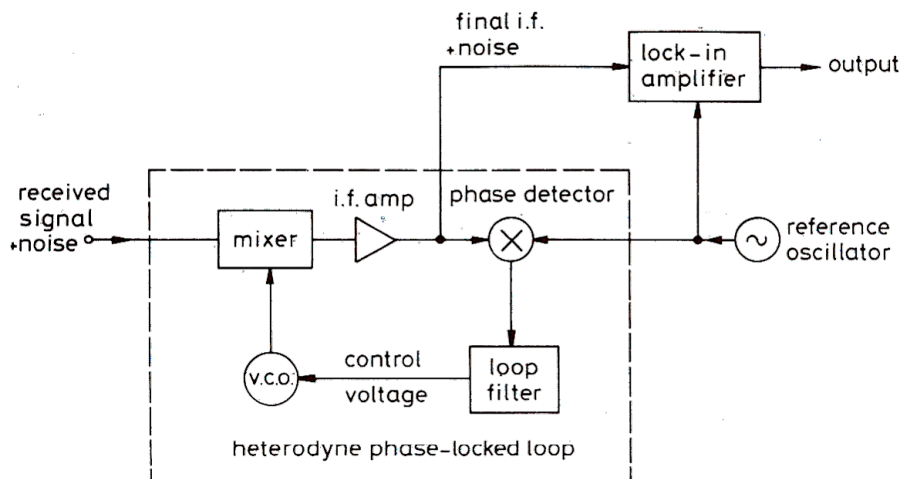 final i.f.
+noise
lock-in
amplifier
output
received
signal
+noise
i.f. amp
phase detector
mixer
reference
oscillator
v.c.o.
control
voltage
loop
filter
heterodyne phase-locked loop